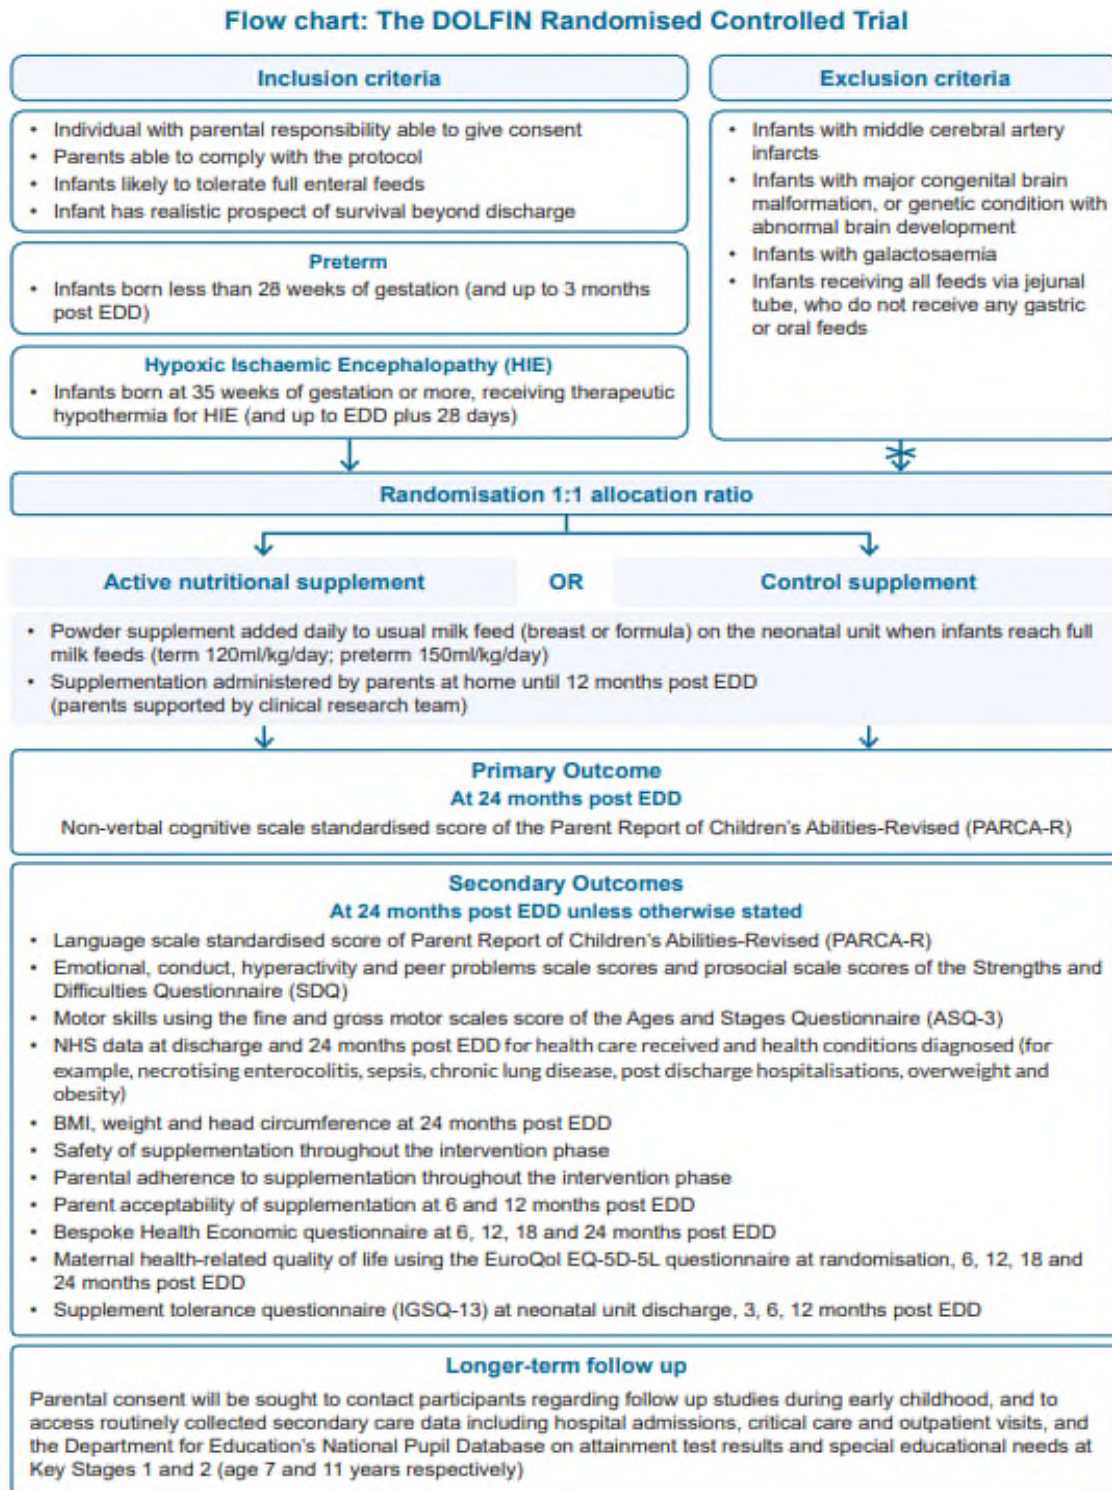 Flow chart: The DOLFIN Randomised Controlled Trial
Inclusion criteria
• Individual with parental responsibility able to give consent
• Parents able to comply with the protocol
• Infants likely to tolerate full enteral feeds
• Infant has realistic prospect of survival beyond discharge
Preterm
• Infants born less than 28 weeks of gestation (and up to 3 months
post EDD)
Hypoxic Ischaemic Encephalopathy (HIE)
• Infants born at 35 weeks of gestation or more, receiving therapeutic
hypothermia for HIE (and up to EDD plus 28 days)
Exclusion criteria
• Infants with middle cerebral artery
infarcts
• Infants with major congenital brain
malformation, or genetic condition with
abnormal brain development
• Infants with galactosaemia
• Infants receiving all feeds via jejunal
tube, who do not receive any gastric
or oral feeds
Randomisation 1:1 allocation ratio
Active nutritional supplement OR Control supplement
• Powder supplement added daily to usual milk feed (breast or formula) on the neonatal unit when infants reach full
milk feeds (term 120ml/kg/day; preterm 150ml/kg/day)
• Supplementation administered by parents at home until 12 months post EDD
(parents supported by clinical research team)
Primary Outcome
At 24 months post EDD
Non-verbal cognitive scale standardised score of the Parent Report of Children's Abilities-Revised (PARCA-R)
Secondary Outcomes
At 24 months post EDD unless otherwise stated
• Language scale standardised score of Parent Report of Children's Abilities-Revised (PARCA-R)
• Emotional, conduct, hyperactivity and peer problems scale scores and prosocial scale scores of the Strengths and
Difficulties Questionnaire (SDQ)
• Motor skills using the fine and gross motor scales score of the Ages and Stages Questionnaire (ASQ-3)
• NHS data at discharge and 24 months post EDD for health care received and health conditions diagnosed (for
example, necrotising enterocolitis, sepsis, chronic lung disease, post discharge hospitalisations, overweight and
obesity)
• BMI, weight and head circumference at 24 months post EDD
• Safety of supplementation throughout the intervention phase
• Parental adherence to supplementation throughout the intervention phase
• Parent acceptability of supplementation at 6 and 12 months post EDD
• Bespoke Health Economic questionnaire at 6, 12, 18 and 24 months post EDD
• Maternal health-related quality of life using the EuroQol EQ-5D-5L questionnaire at randomisation, 6, 12, 18 and
24 months post EDD
• Supplement tolerance questionnaire (IGSQ-13) at neonatal unit discharge, 3, 6, 12 months post EDD
Longer-term follow up
Parental consent will be sought to contact participants regarding follow up studies during early childhood, and to
access routinely collected secondary care data including hospital admissions, critical care and outpatient visits, and
the Department for Education's National Pupil Database on attainment test results and special educational needs at
Key Stages 1 and 2 (age 7 and 11 years respectively)